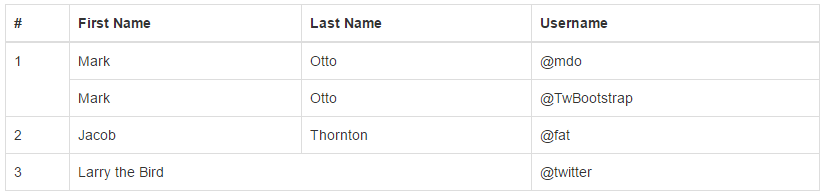 # First Name Last Name Username
1 Mark Otto @mdo
Mark Otto @TwBootstrap
2 Jacob Thornton @fat
3 Larry the Bird @twitter